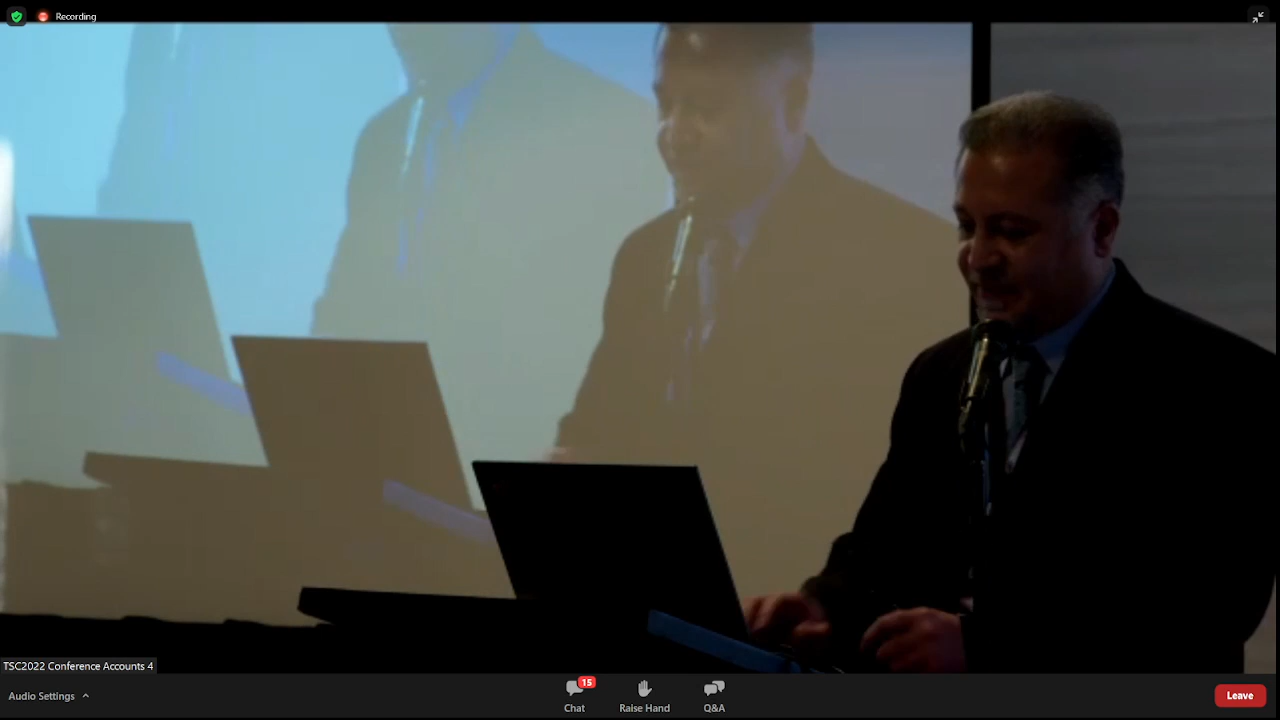 Recording
TSC2022 Conference Accounts 4
Audio Settings
15
Chat
Raise Hand
Q&A
Leave